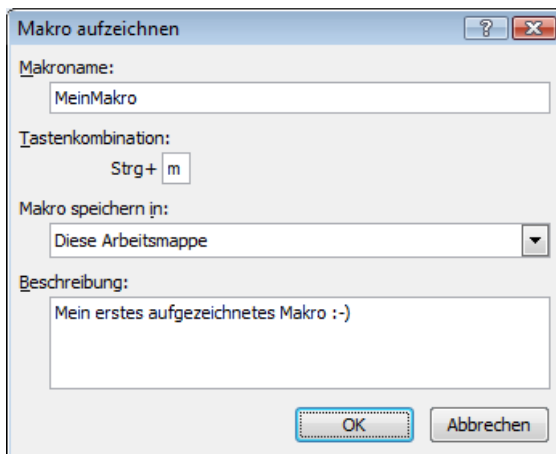 Makro aufzeichnen
Makroname:
MeinMakro
Tastenkombination:
Strg+ m
Makro speichern in:
Diese Arbeitsmappe
Beschreibung:
Mein erstes aufgezeichnetes Makro :-)
OK Abbrechen